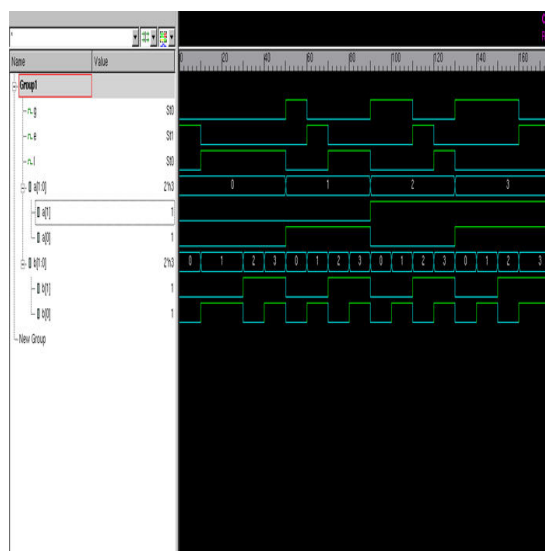 0 |20 |40 |60 |80 |100 |120 |140 |160
Name Value
Group1
g St0
e St1
l St0
a[1:0] 2'h3 0 1 2 3
a[1] 1
a[0] 1
b[1:0] 2'h3 0 1 2 3 0 1 2 3 0 1 2 3 0 1 2 3
b[1] 1
b[0] 1
New Group